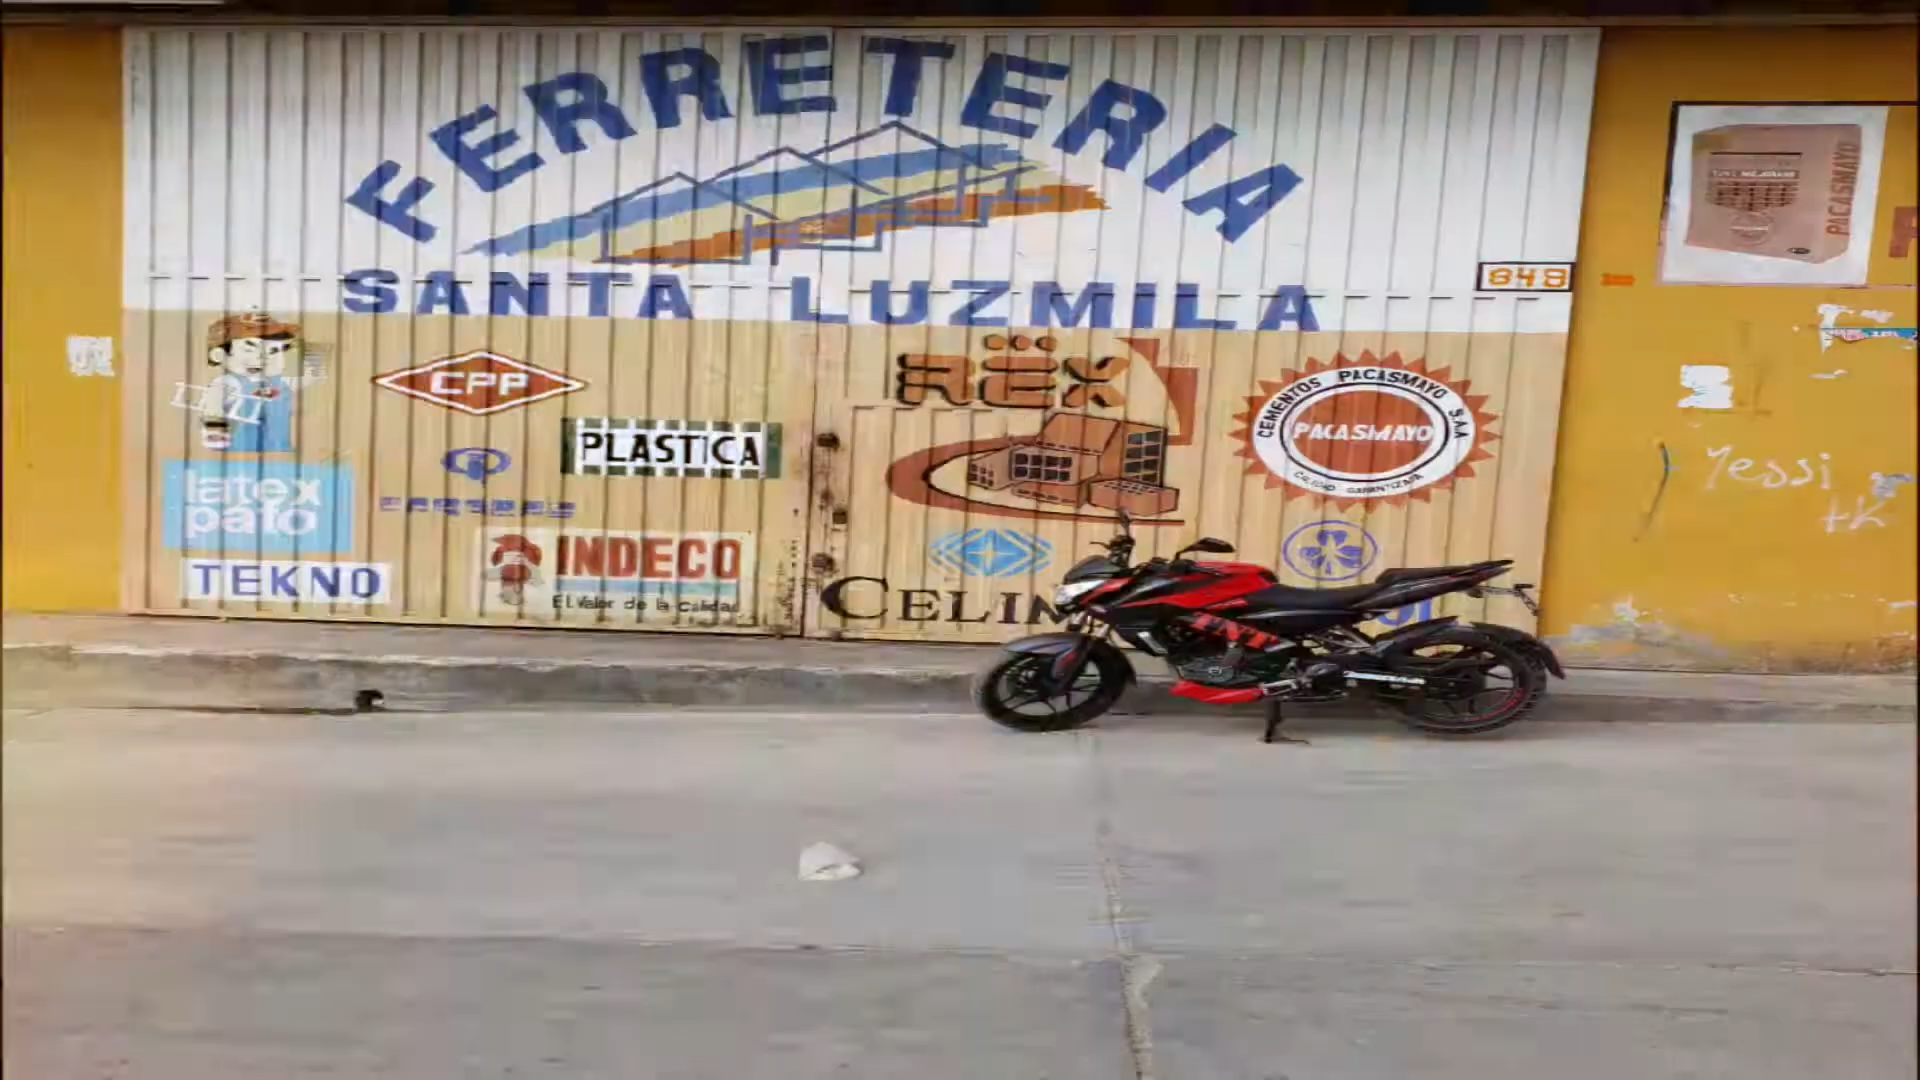 FERRETERIA
SANTA LUZMILA
848
PACASMAYO
CPP
REX
CEMENTOS PACASMAYO S.A.A
PACASMAYO
CALIDAD GARANTIZADA
PLASTICA
latex
pato
INDECO
El Valor de la Calidad
TEKNO
CELIM
Yessi
+K